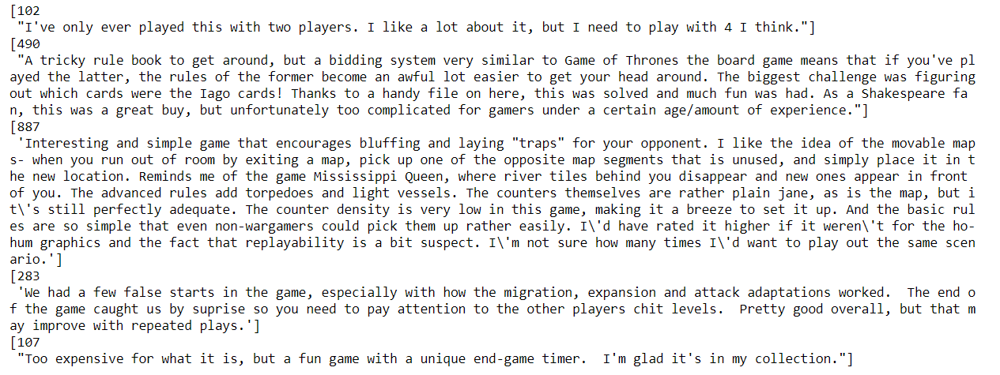 [102
 "I've only ever played this with two players. I like a lot about it, but I need to play with 4 I think."]
[490
 "A tricky rule book to get around, but a bidding system very similar to Game of Thrones the board game means that if you've pl
ayed the latter, the rules of the former become an awful lot easier to get your head around. The biggest challenge was figuring
out which cards were the Iago cards! Thanks to a handy file on here, this was solved and much fun was had. As a Shakespeare fa
n, this was a great buy, but unfortunately too complicated for gamers under a certain age/amount of experience."]
[887
 'Interesting and simple game that encourages bluffing and laying "traps" for your opponent. I like the idea of the movable map
s- when you run out of room by exiting a map, pick up one of the opposite map segments that is unused, and simply place it in t
he new location. Reminds me of the game Mississippi Queen, where river tiles behind you disappear and new ones appear in front
of you. The advanced rules add torpedoes and light vessels. The counters themselves are rather plain jane, as is the map, but i
t\'s still perfectly adequate. The counter density is very low in this game, making it a breeze to set it up. And the basic rul
es are so simple that even non-wargamers could pick them up rather easily. I\'d have rated it higher if it weren\'t for the ho-
hum graphics and the fact that replayability is a bit suspect. I\'m not sure how many times I\'d want to play out the same scen
ario.']
[283
 'We had a few false starts in the game, especially with how the migration, expansion and attack adaptations worked.  The end o
f the game caught us by suprise so you need to pay attention to the other players chit levels.  Pretty good overall, but that m
ay improve with repeated plays.']
[107
 "Too expensive for what it is, but a fun game with a unique end-game timer.  I'm glad it's in my collection."]